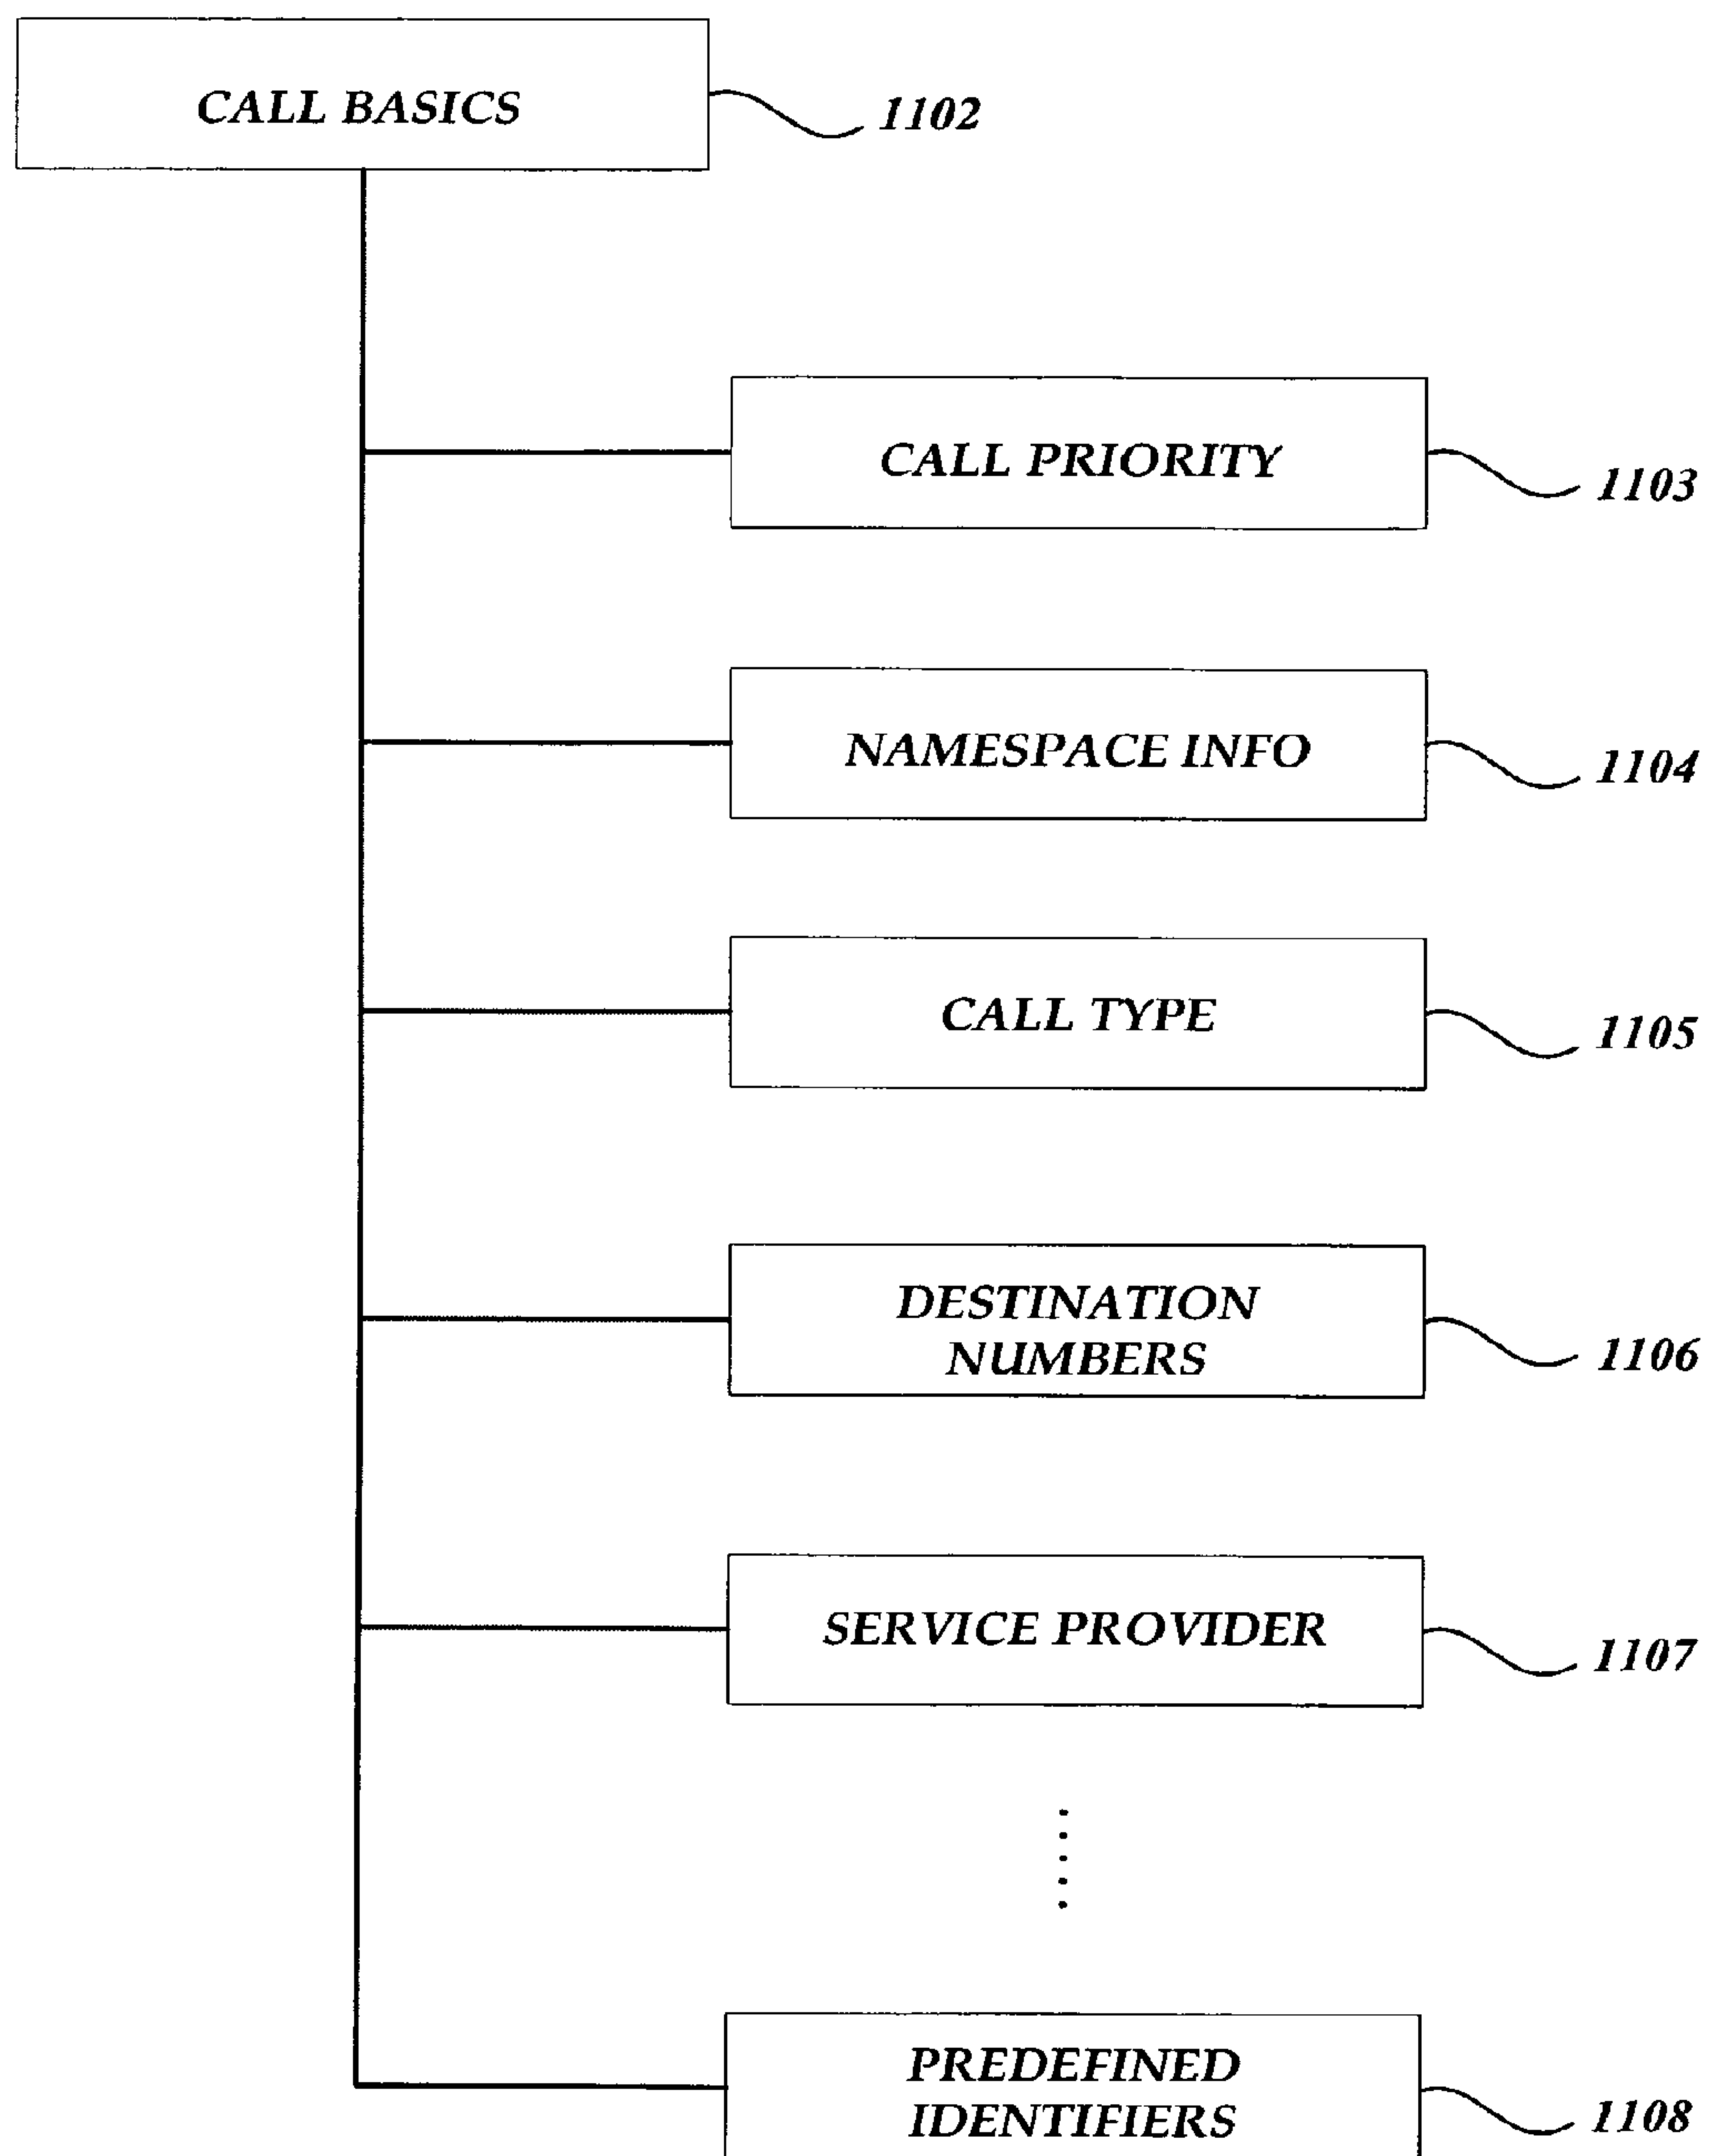 CALL BASICS
1102
CALL PRIORITY
1103
NAMESPACE INFO
1104
CALL TYPE
1105
DESTINATION
NUMBERS
1106
SERVICE PROVIDER
1107
PREDEFINED
IDENTIFIERS
1108